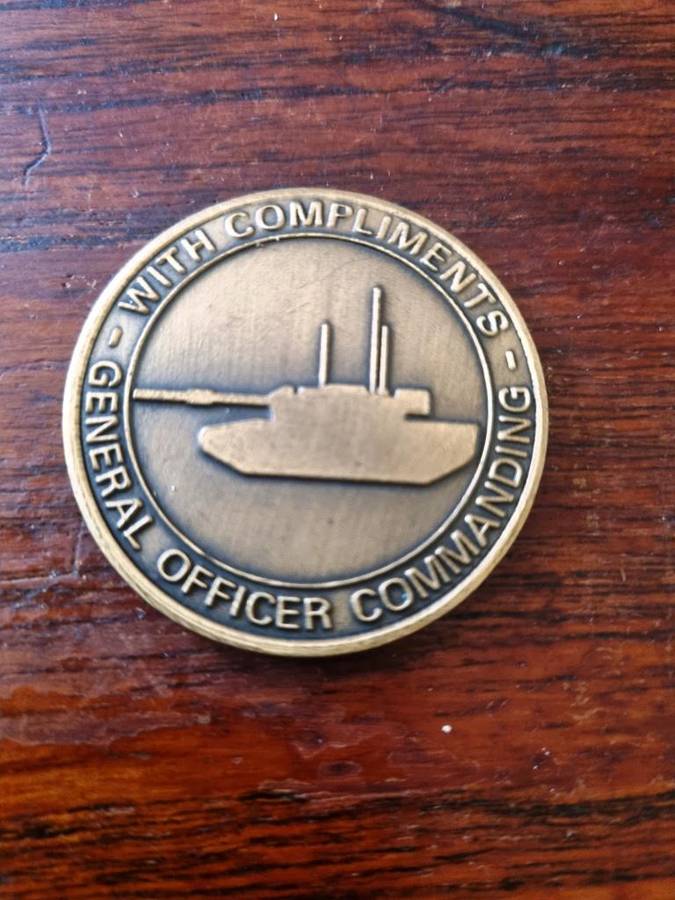 - WITH COMPLIMENTS -
GENERAL OFFICER COMMANDING